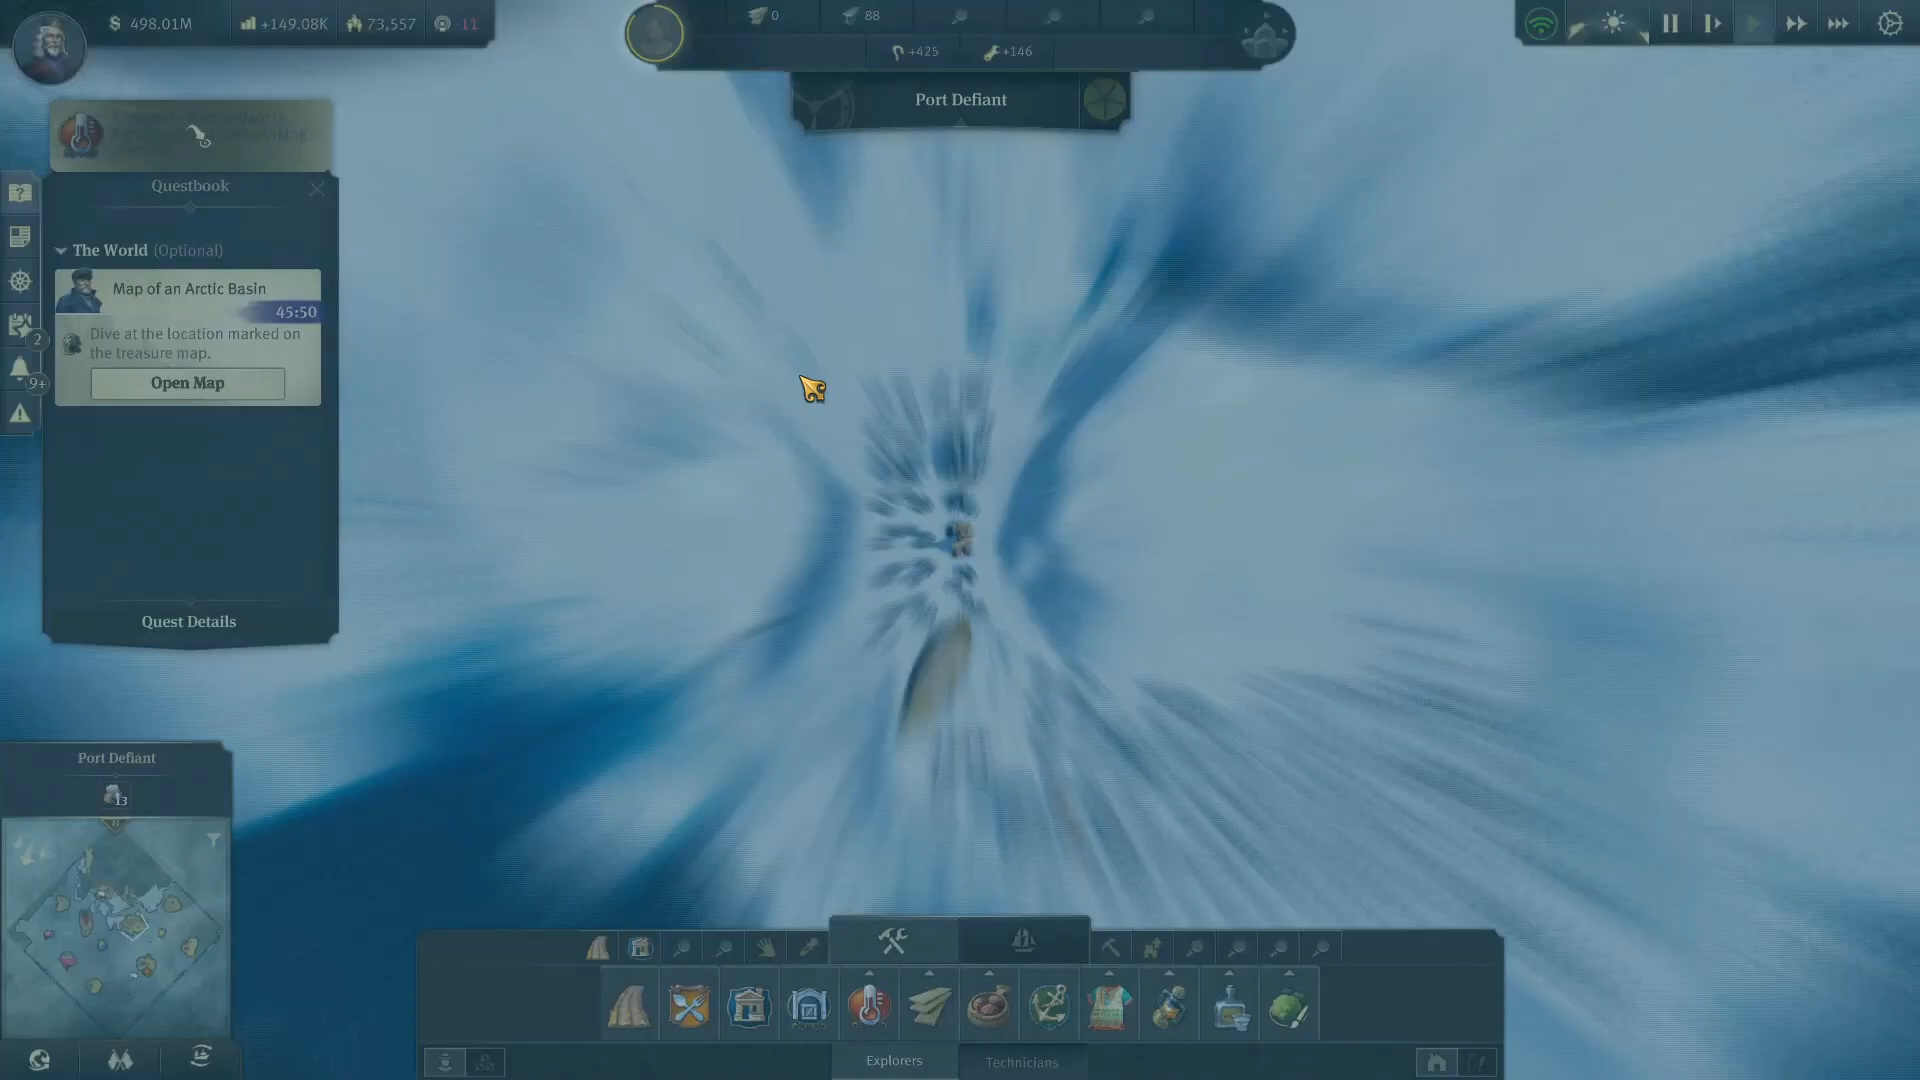 498.01M
+149.08K
73,557
-11
0
88
+425
+146
Port Defiant
Questbook
The World (Optional)
Map of an Arctic Basin
45:50
Dive at the location marked on
the treasure map.
Open Map
2
9+
Quest Details
Port Defiant
13
Explorers
Technicians